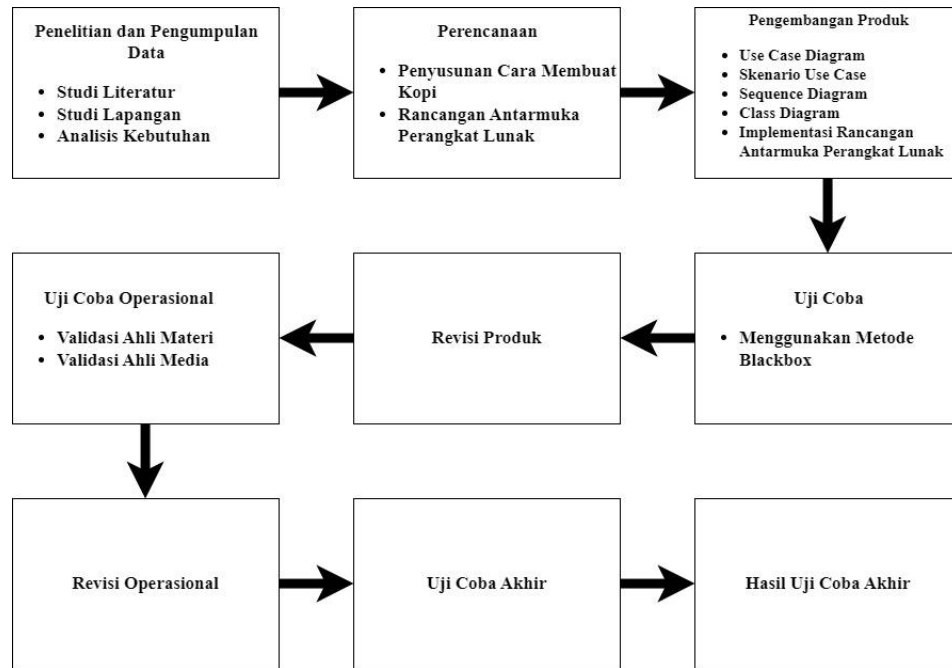 Penelitian dan Pengumpulan
Data
• Studi Literatur
• Studi Lapangan
• Analisis Kebutuhan
Perencanaan
• Penyusunan Cara Membuat
Kopi
• Rancangan Antarmuka
Perangkat Lunak
Pengembangan Produk
• Use Case Diagram
• Skenario Use Case
• Sequence Diagram
• Class Diagram
• Implementasi Rancangan
Antarmuka Perangkat Lunak
Uji Coba
• Menggunakan Metode
Blackbox
Revisi Produk
Uji Coba Operasional
• Validasi Ahli Materi
• Validasi Ahli Media
Revisi Operasional
Uji Coba Akhir
Hasil Uji Coba Akhir